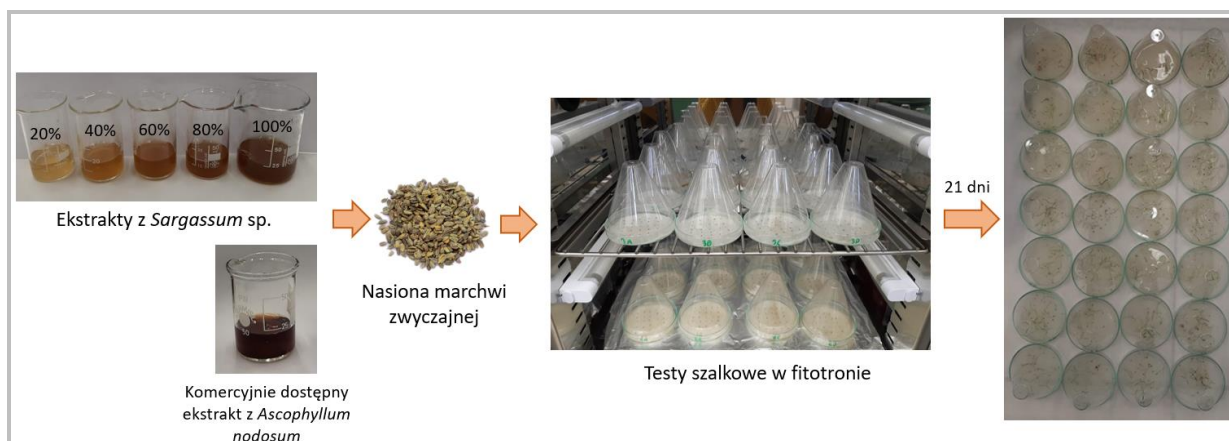 20%
40%
60%
80%
100%
Ekstrakty z Sargassum sp.
Komercyjnie dostępny
ekstrakt z Ascophyllum
nodosum
Nasiona marchwi
zwyczajnej
Testy szalkowe w fitotronie
21 dni